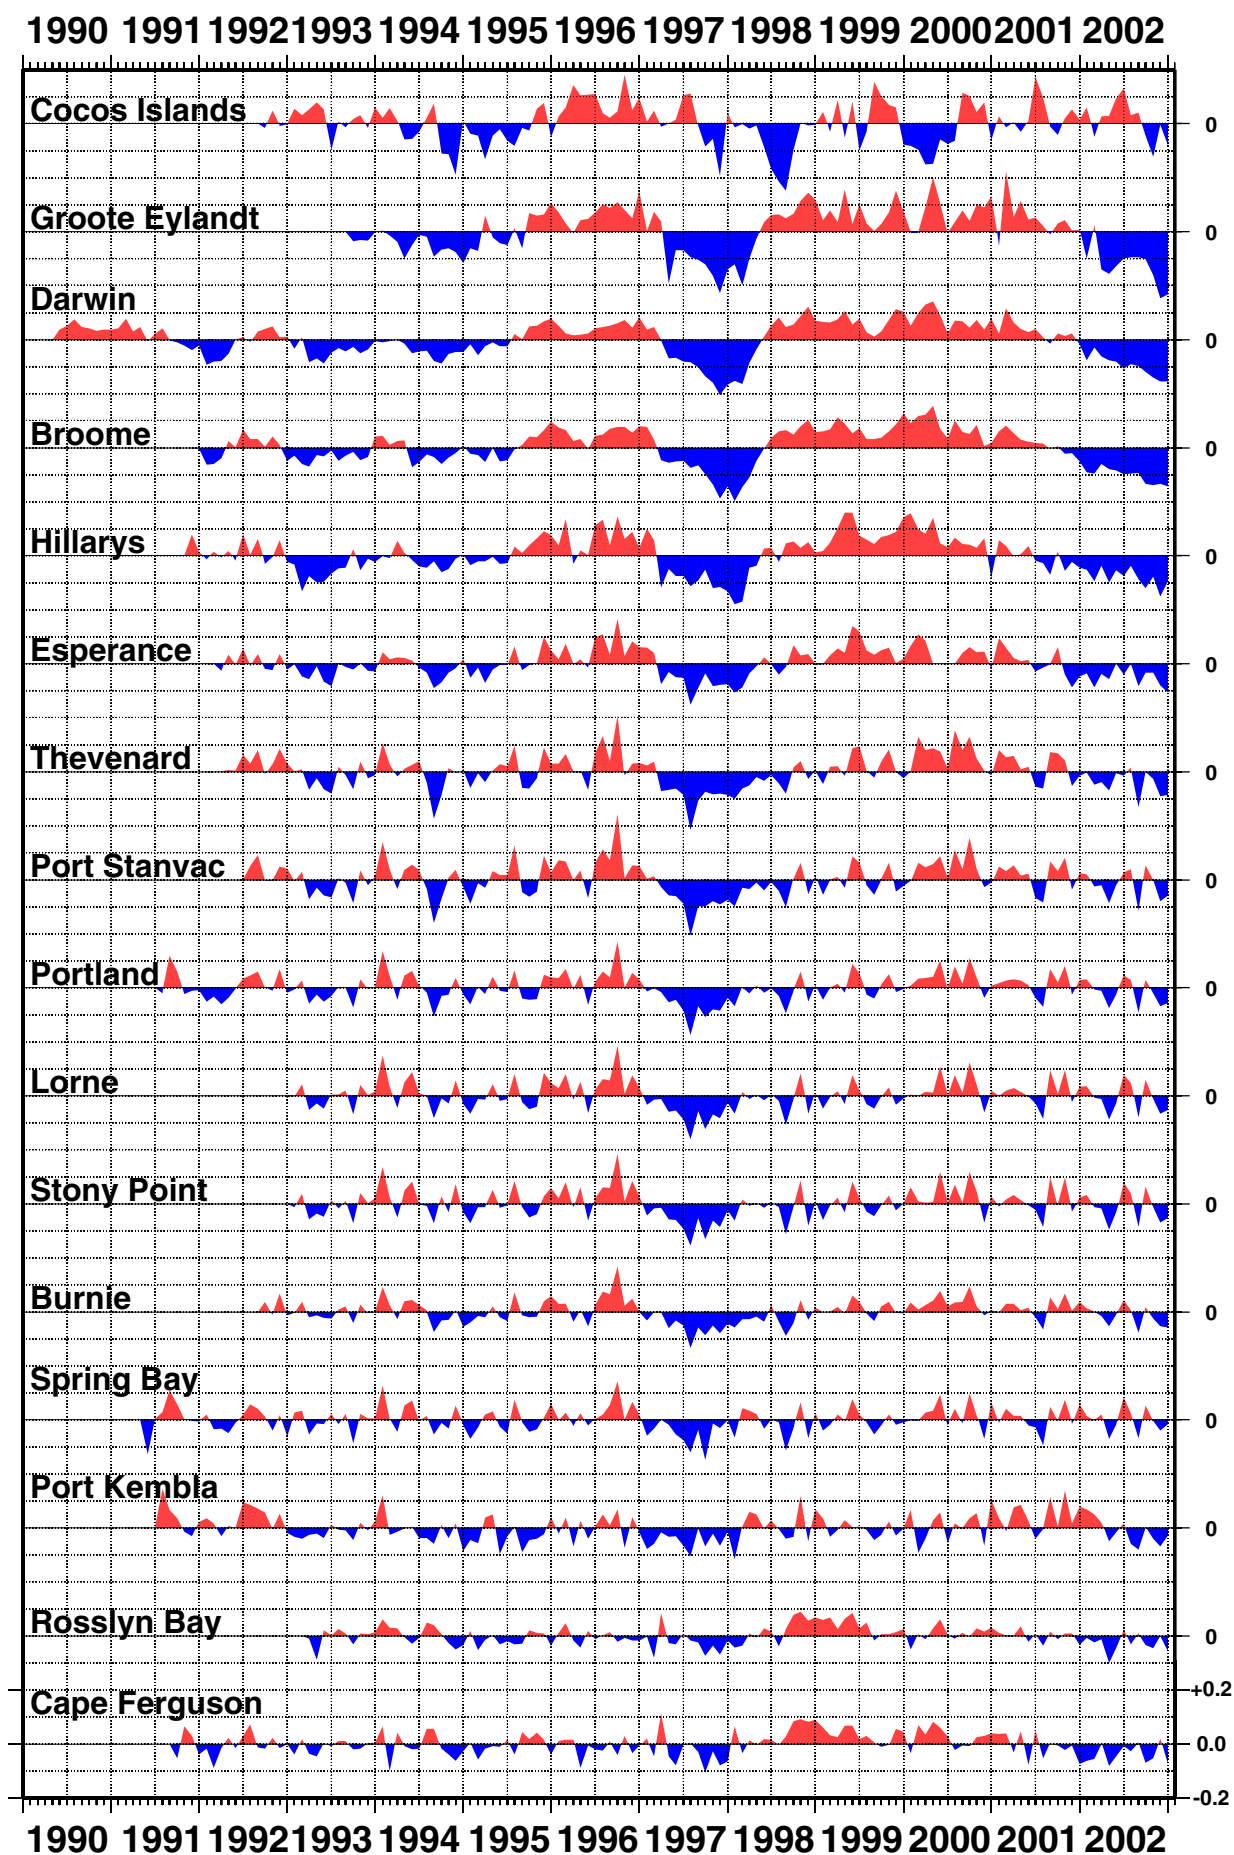 1990 1991 1992 1993 1994 1995 1996 1997 1998 1999 2000 2001 2002
Cocos Islands 0
Groote Eylandt 0
Darwin 0
Broome 0
Hillarys 0
Esperance 0
Thevenard 0
Port Stanvac 0
Portland 0
Lorne 0
Stony Point 0
Burnie 0
Spring Bay 0
Port Kembla 0
Rosslyn Bay 0
+0.2
Cape Ferguson
0.0
-0.2
1990 1991 1992 1993 1994 1995 1996 1997 1998 1999 2000 2001 2002